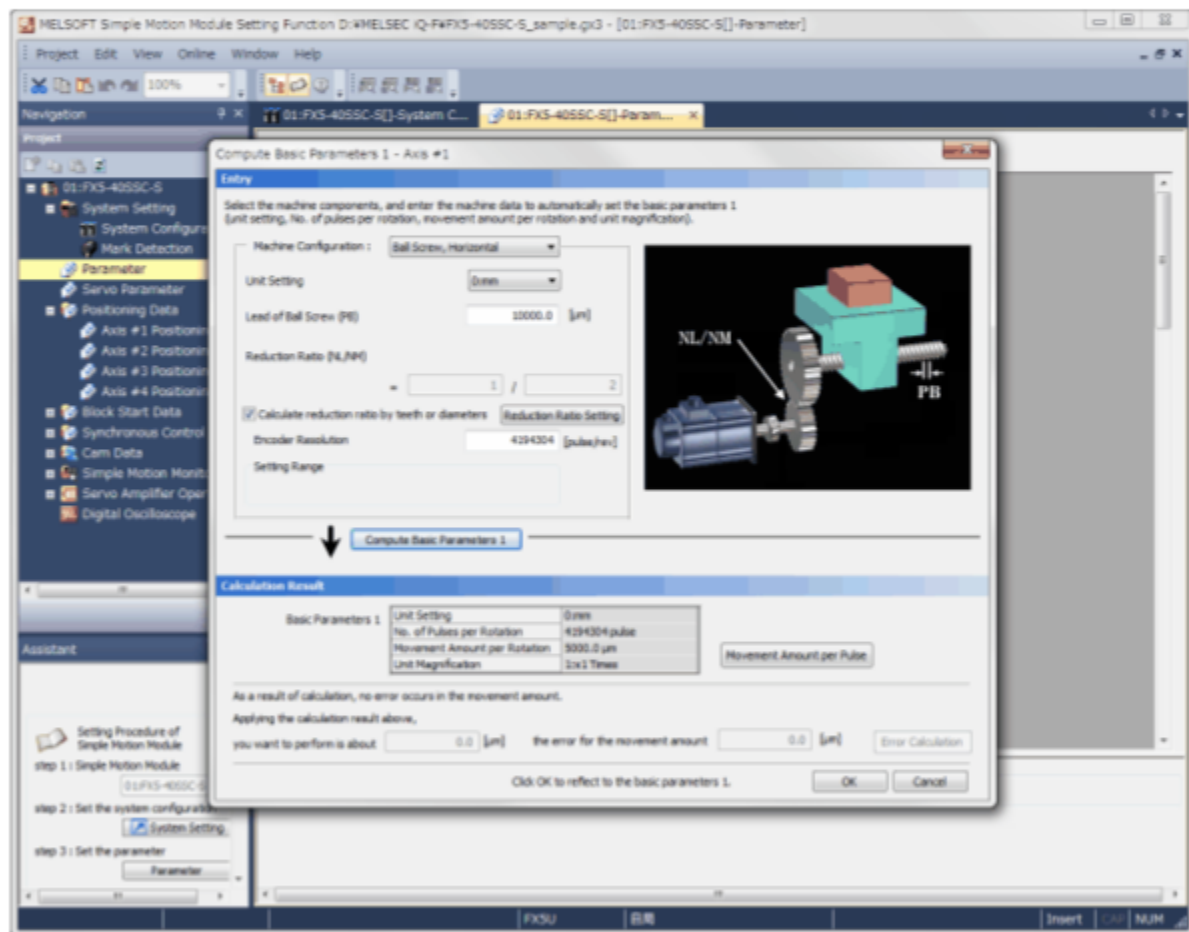 MELSOFT Simple Motion Module Setting Function D:¥MELSEC iQ-F¥FX5-40SSC-S_sample.gx3 - [01:FX5-40SSC-S[]-Parameter]
Project Edit View Online Window Help
100%
Navigation
01:FX5-40SSC-S[]-System C...
01:FX5-40SSC-S[]-Param...
Project
01:FX5-40SSC-S
System Setting
System Configura
Mark Detection
Parameter
Servo Parameter
Positioning Data
Axis #1 Positionin
Axis #2 Positionin
Axis #3 Positionin
Axis #4 Positionin
Block Start Data
Synchronous Control
Cam Data
Simple Motion Monit
Servo Amplifier Oper
Digital Oscilloscope
Compute Basic Parameters 1 - Axis #1
Entry
Select the machine components, and enter the machine data to automatically set the basic parameters 1
(unit setting, No. of pulses per rotation, movement amount per rotation and unit magnification).
Machine Configuration : Ball Screw, Horizontal
Unit Setting 0:mm
Lead of Ball Screw (PB) 10000.0 [µm]
Reduction Ratio (NL/NM)
= 1 / 2
Calculate reduction ratio by teeth or diameters Reduction Ratio Setting
Encoder Resolution 4194304 [pulse/rev]
Setting Range
NL/NM
PB
Compute Basic Parameters 1
Calculation Result
Basic Parameters 1
Unit Setting 0:mm
No. of Pulses per Rotation 4194304 pulse
Movement Amount per Rotation 5000.0 µm
Unit Magnification 1:x1 Times
Movement Amount per Pulse
As a result of calculation, no error occurs in the movement amount.
Applying the calculation result above,
you want to perform is about 0.0 [µm] the error for the movement amount 0.0 [µm] Error Calculation
Click OK to reflect to the basic parameters 1. OK Cancel
Assistant
Setting Procedure of
Simple Motion Module
step 1 : Simple Motion Module
01:FX5-40SSC-S
step 2 : Set the system configuration
System Setting
step 3 : Set the parameter
Parameter
FX5U 自局 Insert CAP NUM